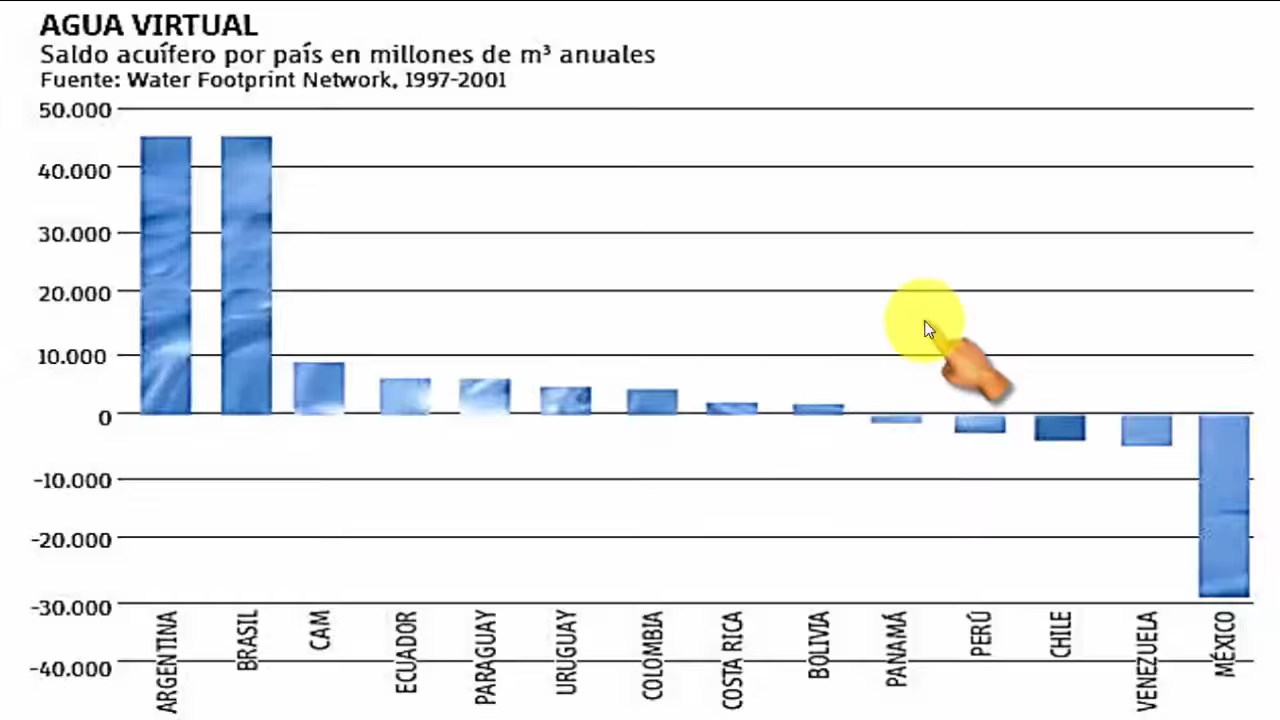 AGUA VIRTUAL
Saldo acuífero por país en millones de m³ anuales
Fuente: Water Footprint Network, 1997-2001
50.000
40.000
30.000
20.000
10.000
0
-10.000
-20.000
-30.000
-40.000
ARGENTINA
BRASIL
CAM
ECUADOR
PARAGUAY
URUGUAY
COLOMBIA
COSTA RICA
BOLIVIA
PANAMÁ
PERÚ
CHILE
VENEZUELA
MÉXICO